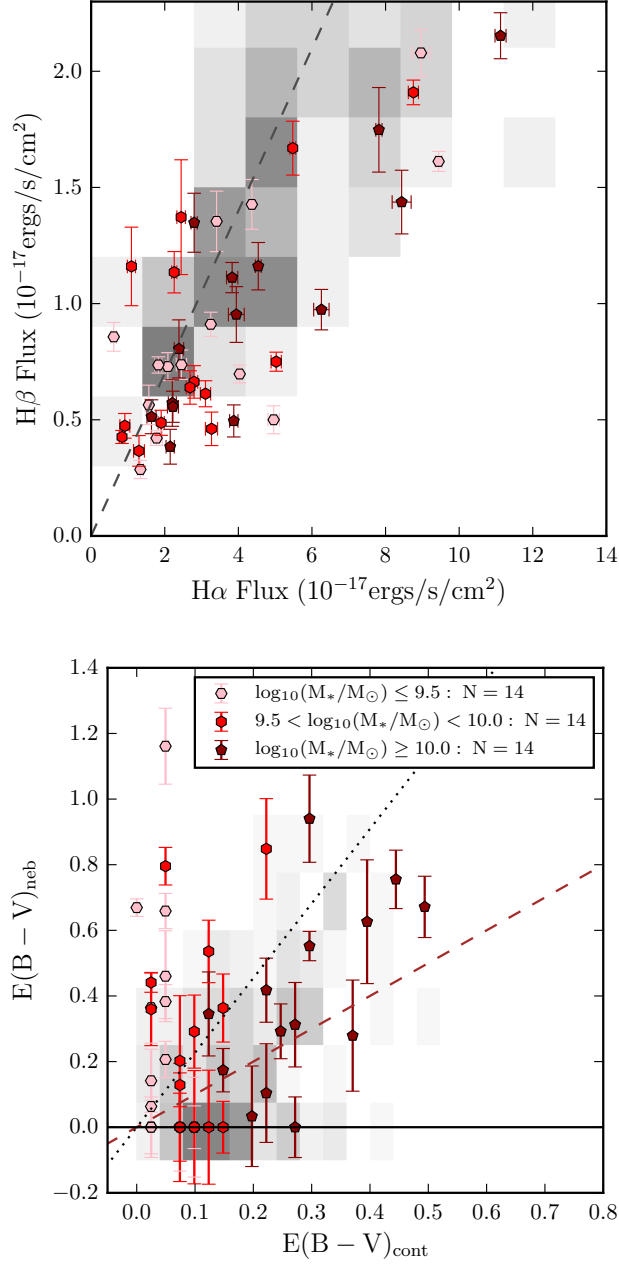 2.0
1.5
1.0
0.5
0.0
Hβ Flux (10⁻¹⁷ergs/s/cm²)
0 2 4 6 8 10 12 14
Hα Flux (10⁻¹⁷ergs/s/cm²)
1.4
1.2
1.0
0.8
0.6
0.4
0.2
0.0
−0.2
E(B − V)neb
log₁₀(M*/M⊙) ≤ 9.5 : N = 14
9.5 < log₁₀(M*/M⊙) < 10.0 : N = 14
log₁₀(M*/M⊙) ≥ 10.0 : N = 14
0.0 0.1 0.2 0.3 0.4 0.5 0.6 0.7 0.8
E(B − V)cont